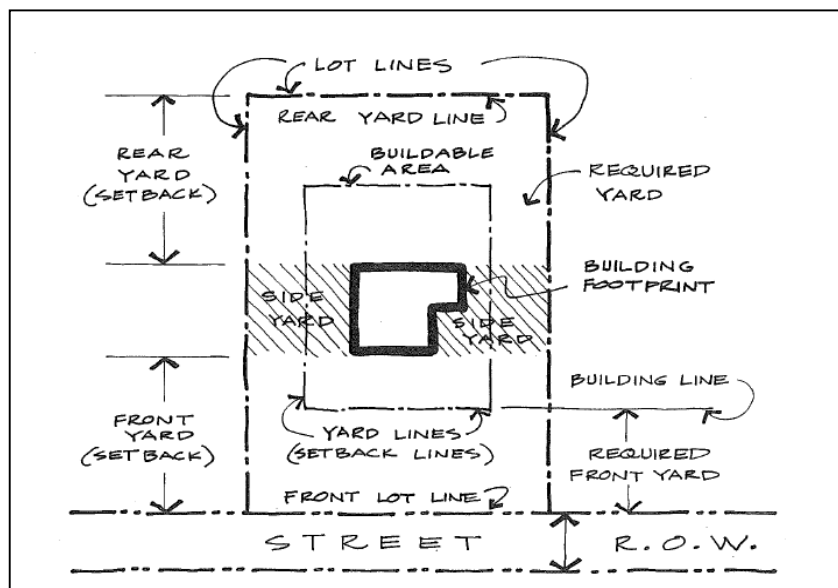 LOT LINES
REAR YARD LINE
REAR
YARD
(SETBACK)
BUILDABLE
AREA
REQUIRED
YARD
BUILDING
FOOTPRINT
SIDE
YARD
SIDE
YARD
BUILDING LINE
FRONT
YARD
(SETBACK)
YARD LINES
(SETBACK LINES)
REQUIRED
FRONT YARD
FRONT LOT LINE
STREET
R.O.W.